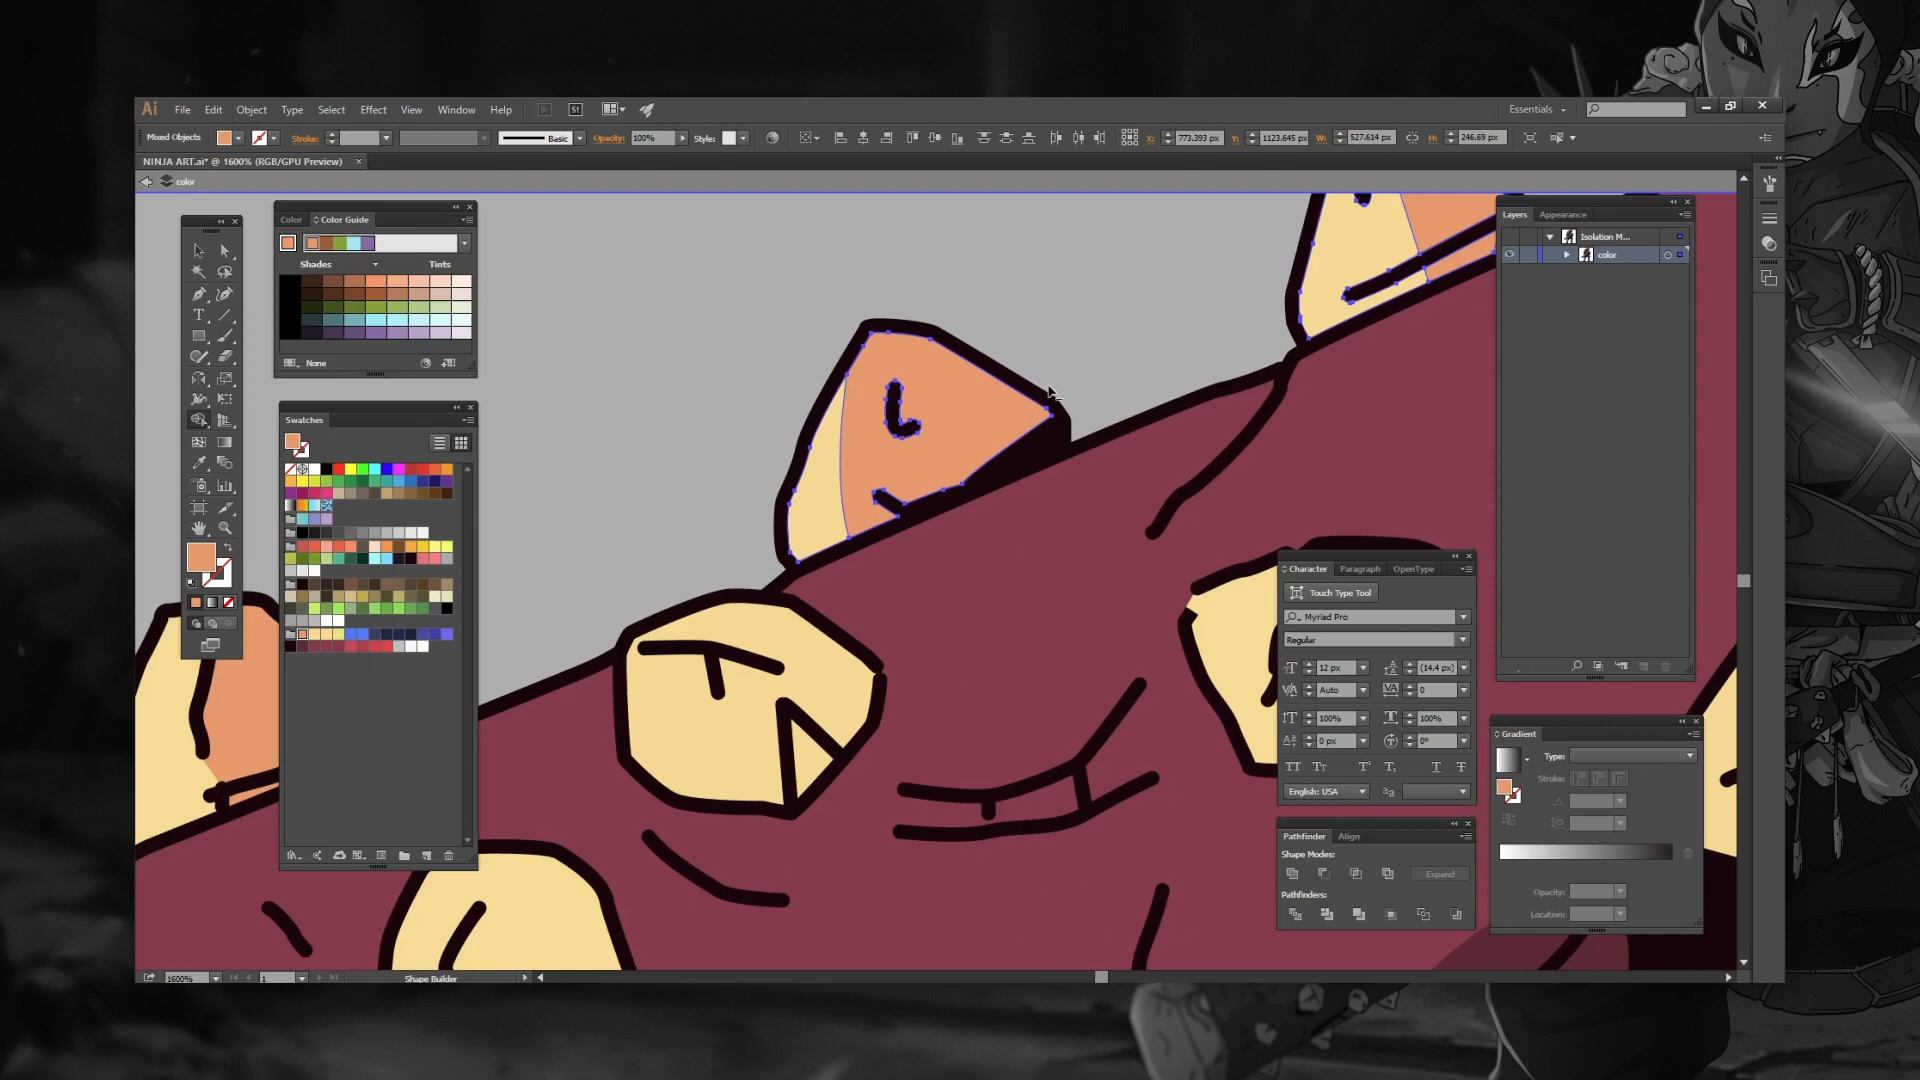 Ai File Edit Object Type Select Effect View Window Help Br St Essentials
Mixed Objects Stroke: Basic Opacity: 100% Style: X: 773.393 px Y: 1123.645 px W: 527.614 px H: 246.69 px
NINJA ART.ai* @ 1600% (RGB/GPU Preview)
color
Color Color Guide
Shades Tints
None
Swatches
Layers Appearance
Isolation M...
color
Character Paragraph OpenType
Touch Type Tool
Myriad Pro
Regular
12 px (14.4 px)
Auto 0
100% 100%
0 px 0°
English: USA
Pathfinder Align
Shape Modes:
Expand
Pathfinders:
Gradient
Type:
Stroke:
Opacity:
Location:
1600% 1 Shape Builder